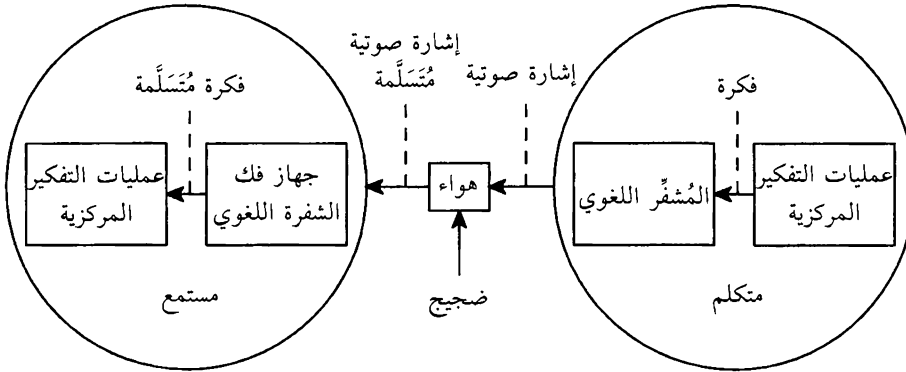 فكرة
عمليات التفكير
المركزية
المُشفِّر اللغوي
متكلم
إشارة صوتية
هواء
ضجيج
إشارة صوتية
مُتَسَلَّمة
فكرة مُتَسَلَّمة
جهاز فك
الشفرة اللغوي
عمليات التفكير
المركزية
مستمع